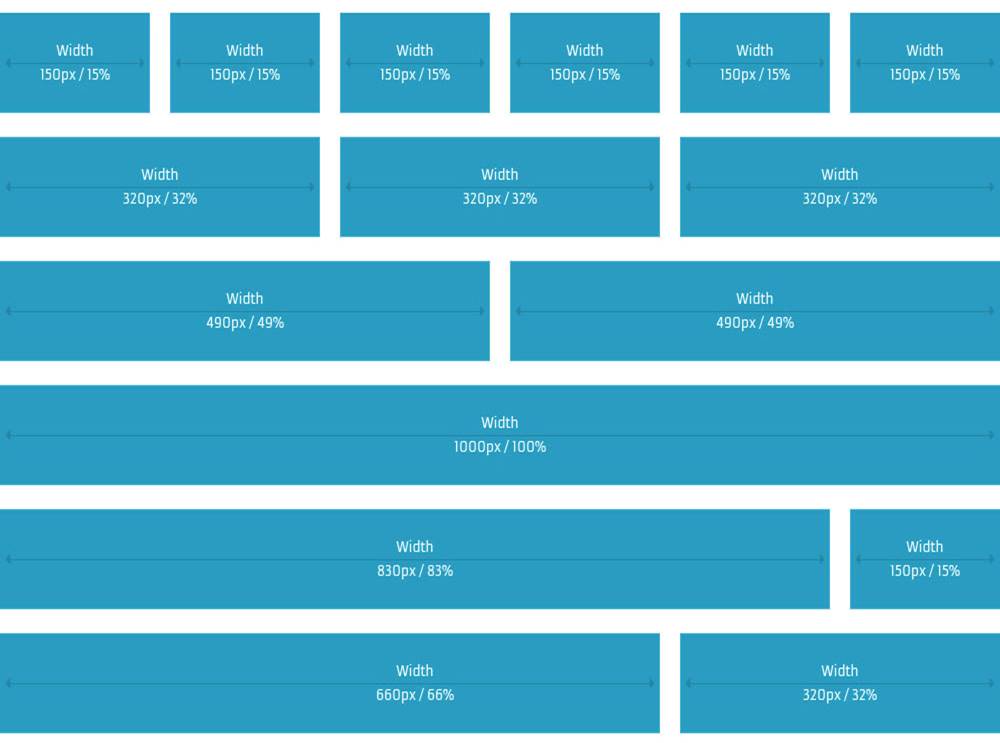 Width
150px / 15%
Width
150px / 15%
Width
150px / 15%
Width
150px / 15%
Width
150px / 15%
Width
150px / 15%
Width
320px / 32%
Width
320px / 32%
Width
320px / 32%
Width
490px / 49%
Width
490px / 49%
Width
1000px / 100%
Width
830px / 83%
Width
150px / 15%
Width
660px / 66%
Width
320px / 32%